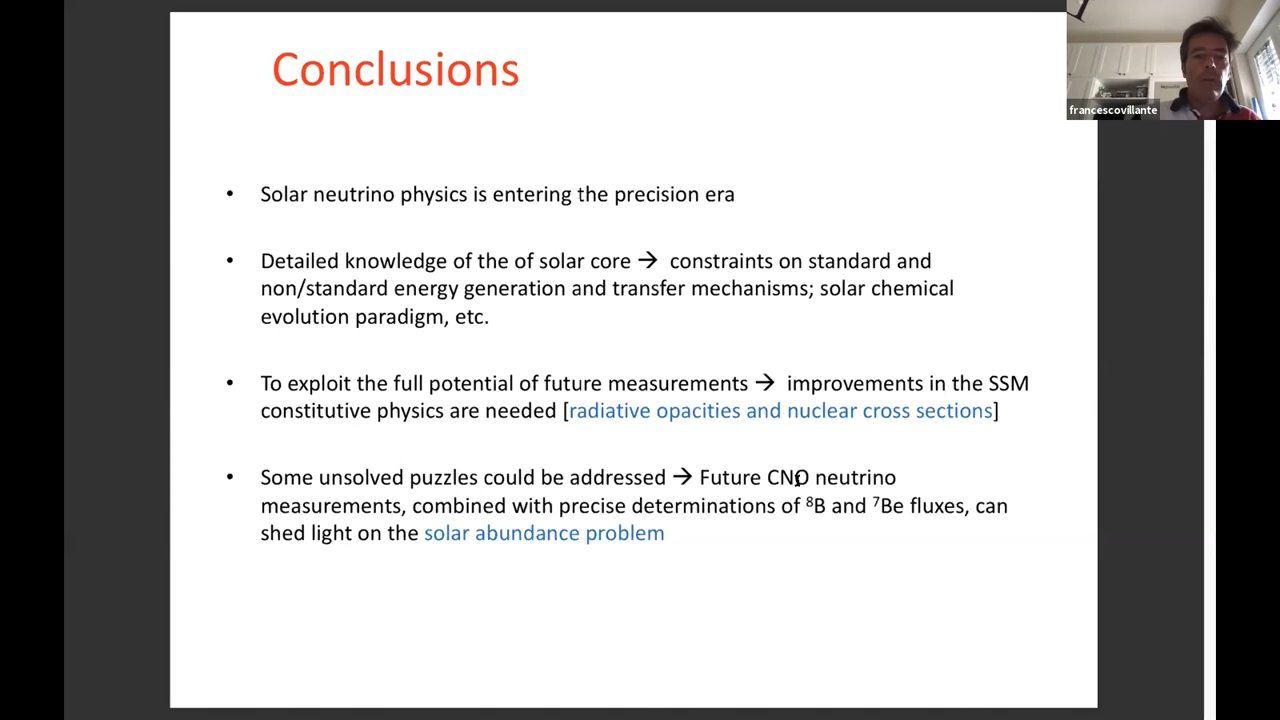 Conclusions
francescovillante
• Solar neutrino physics is entering the precision era
• Detailed knowledge of the of solar core → constraints on standard and
non/standard energy generation and transfer mechanisms; solar chemical
evolution paradigm, etc.
• To exploit the full potential of future measurements → improvements in the SSM
constitutive physics are needed [radiative opacities and nuclear cross sections]
• Some unsolved puzzles could be addressed → Future CNO neutrino
measurements, combined with precise determinations of ⁸B and ⁷Be fluxes, can
shed light on the solar abundance problem